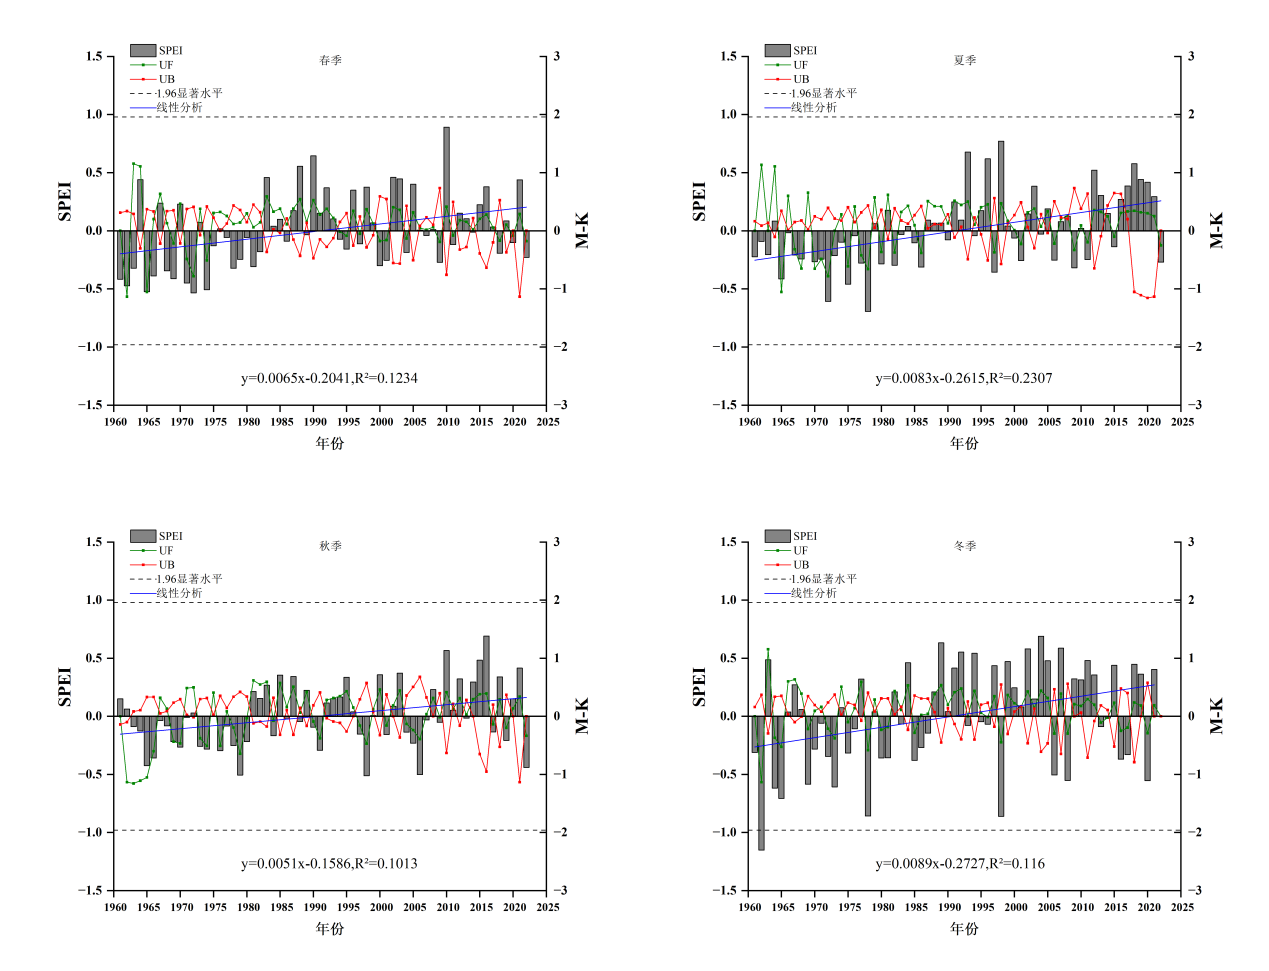 SPEI
UF
UB
1.96显著水平
线性分析
春季
1.5
1.0
0.5
0.0
−0.5
−1.0
−1.5
SPEI
3
2
1
0
−1
−2
−3
M-K
y=0.0065x-0.2041,R²=0.1234
1960 1965 1970 1975 1980 1985 1990 1995 2000 2005 2010 2015 2020 2025
年份
SPEI
UF
UB
1.96显著水平
线性分析
夏季
1.5
1.0
0.5
0.0
−0.5
−1.0
−1.5
SPEI
3
2
1
0
−1
−2
−3
M-K
y=0.0083x-0.2615,R²=0.2307
1960 1965 1970 1975 1980 1985 1990 1995 2000 2005 2010 2015 2020 2025
年份
SPEI
UF
UB
1.96显著水平
线性分析
秋季
1.5
1.0
0.5
0.0
−0.5
−1.0
−1.5
SPEI
3
2
1
0
−1
−2
−3
M-K
y=0.0051x-0.1586,R²=0.1013
1960 1965 1970 1975 1980 1985 1990 1995 2000 2005 2010 2015 2020 2025
年份
SPEI
UF
UB
1.96显著水平
线性分析
冬季
1.5
1.0
0.5
0.0
−0.5
−1.0
−1.5
SPEI
3
2
1
0
−1
−2
−3
M-K
y=0.0089x-0.2727,R²=0.116
1960 1965 1970 1975 1980 1985 1990 1995 2000 2005 2010 2015 2020 2025
年份